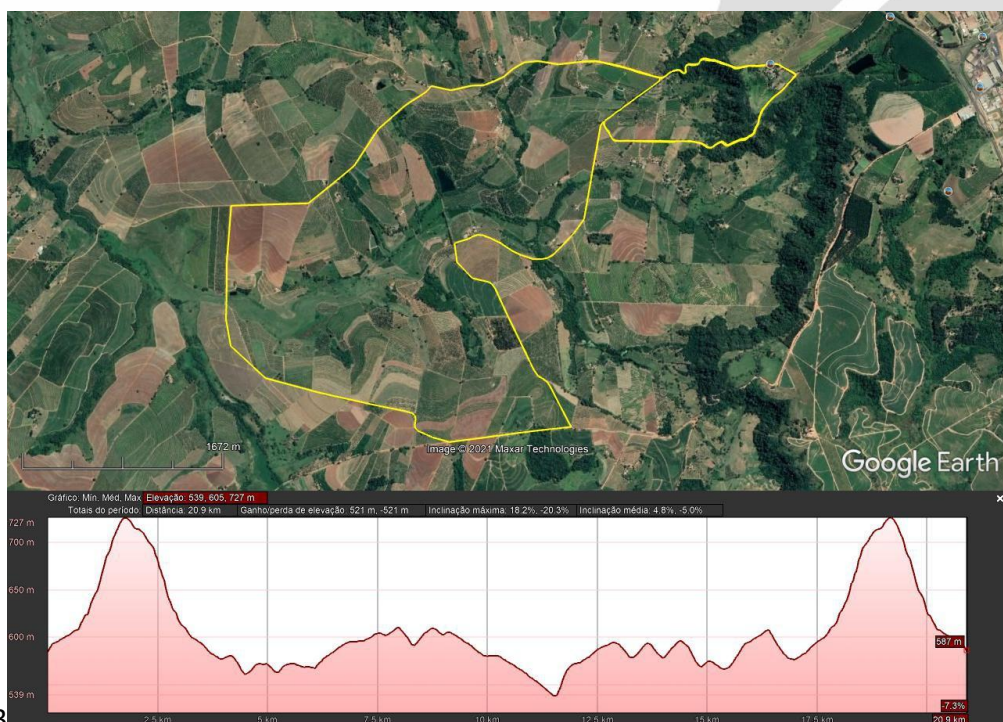 1672 m
Image © 2021 Maxar Technologies
Google Earth
Gráfico: Mín. Méd, Max Elevação: 539, 605, 727 m
Totais do período: Distância: 20.9 km Ganho/perda de elevação: 521 m, -521 m Inclinação máxima: 18.2%, -20.3% Inclinação média: 4.8%, -5.0%
727 m
700 m
650 m
600 m
587 m
539 m
-7.3%
2.5 km 5 km 7.5 km 10 km 12.5 km 15 km 17.5 km 20.9 km